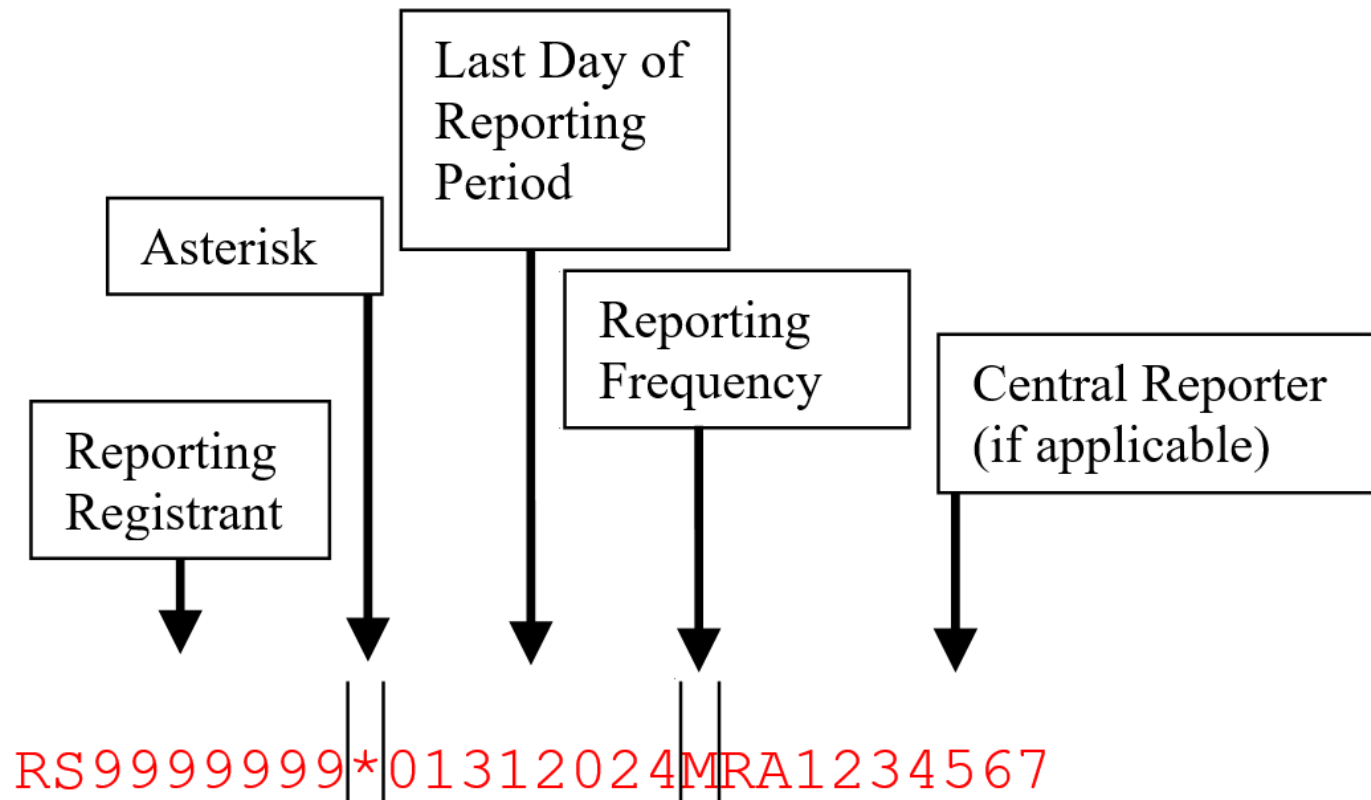 Last Day of
Reporting
Period
Asterisk
Reporting
Frequency
Central Reporter
(if applicable)
Reporting
Registrant
RS9999999*01312024MRA1234567